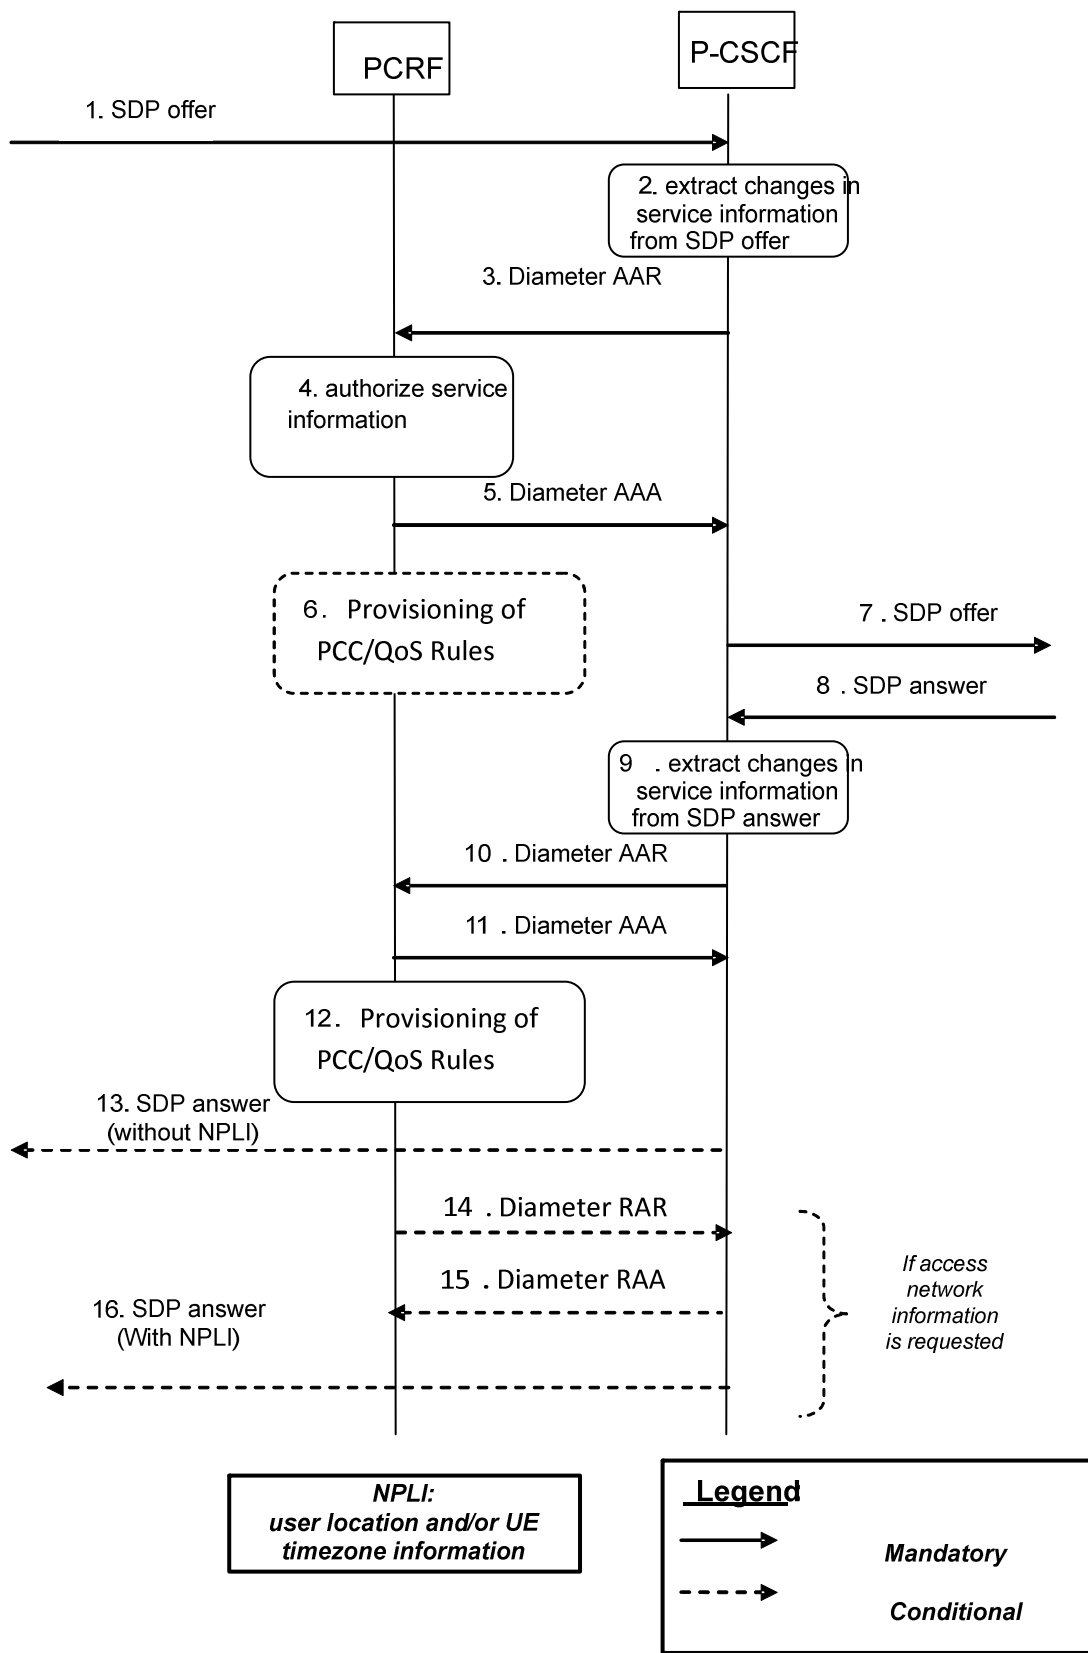 PCRF
P-CSCF
1. SDP offer
2. extract changes in
service information
from SDP offer
3. Diameter AAR
4. authorize service
information
5. Diameter AAA
6. Provisioning of
PCC/QoS Rules
7 . SDP offer
8 . SDP answer
9 . extract changes in
service information
from SDP answer
10 . Diameter AAR
11 . Diameter AAA
12. Provisioning of
PCC/QoS Rules
13. SDP answer
(without NPLI)
14 . Diameter RAR
15 . Diameter RAA
16. SDP answer
(With NPLI)
If access
network
information
is requested
NPLI:
user location and/or UE
timezone information
Legend
Mandatory
Conditional